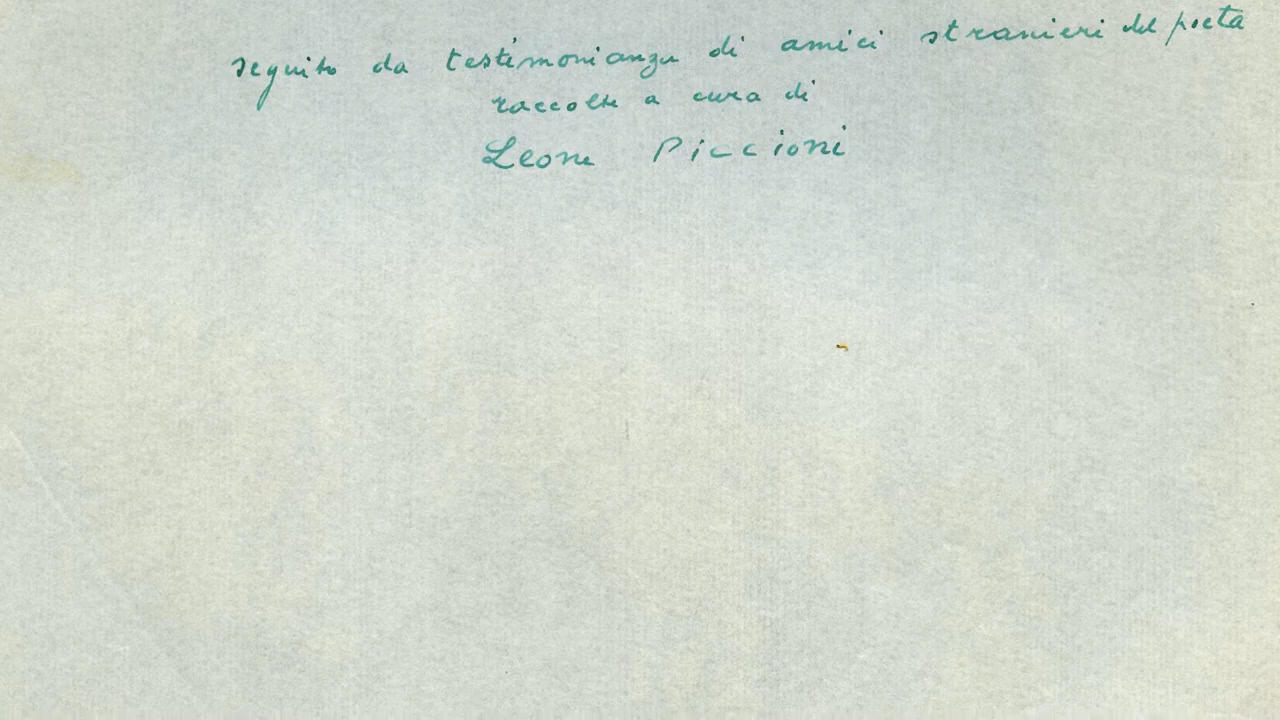 seguito da testimonianze di amici stranieri del poeta
raccolte a cura di
Leone Piccioni